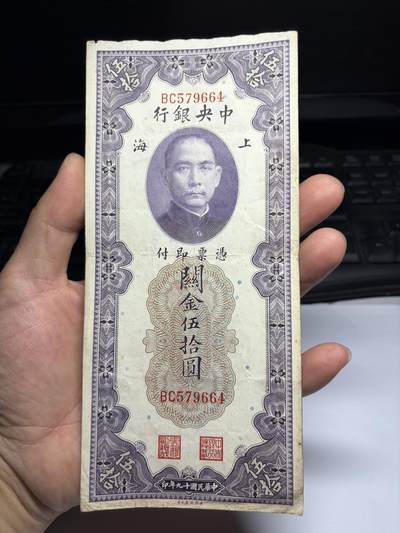 伍拾
伍拾
BC579664
中央銀行
上海
憑票即付
關金伍拾圓
BC579664
伍拾
伍拾
中華民國十九年印